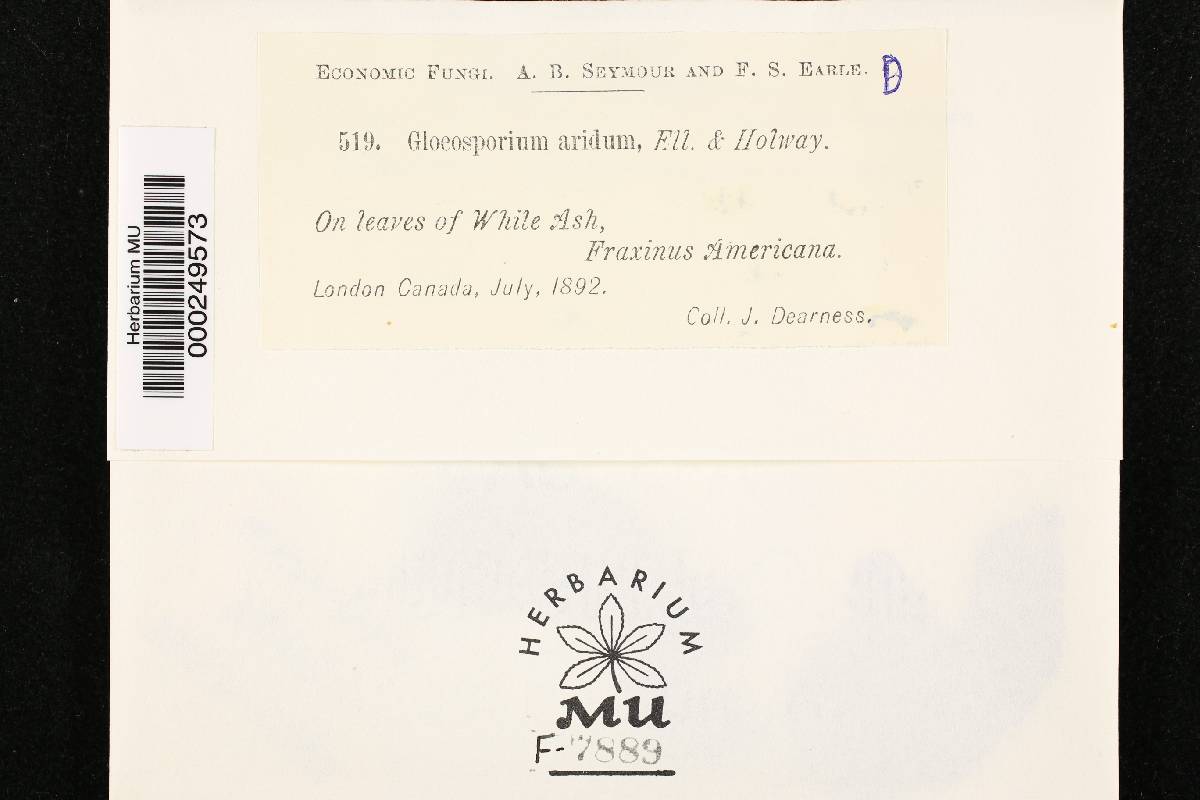 ECONOMIC FUNGI. A. B. SEYMOUR AND F. S. EARLE.
D
519. Gloeosporium aridum, Ell. & Holway.
On leaves of White Ash,
Fraxinus Americana.
London Canada, July, 1892.
Coll. J. Dearness.
Herbarium MU
000249573
HERBARIUM
MU
F-7889